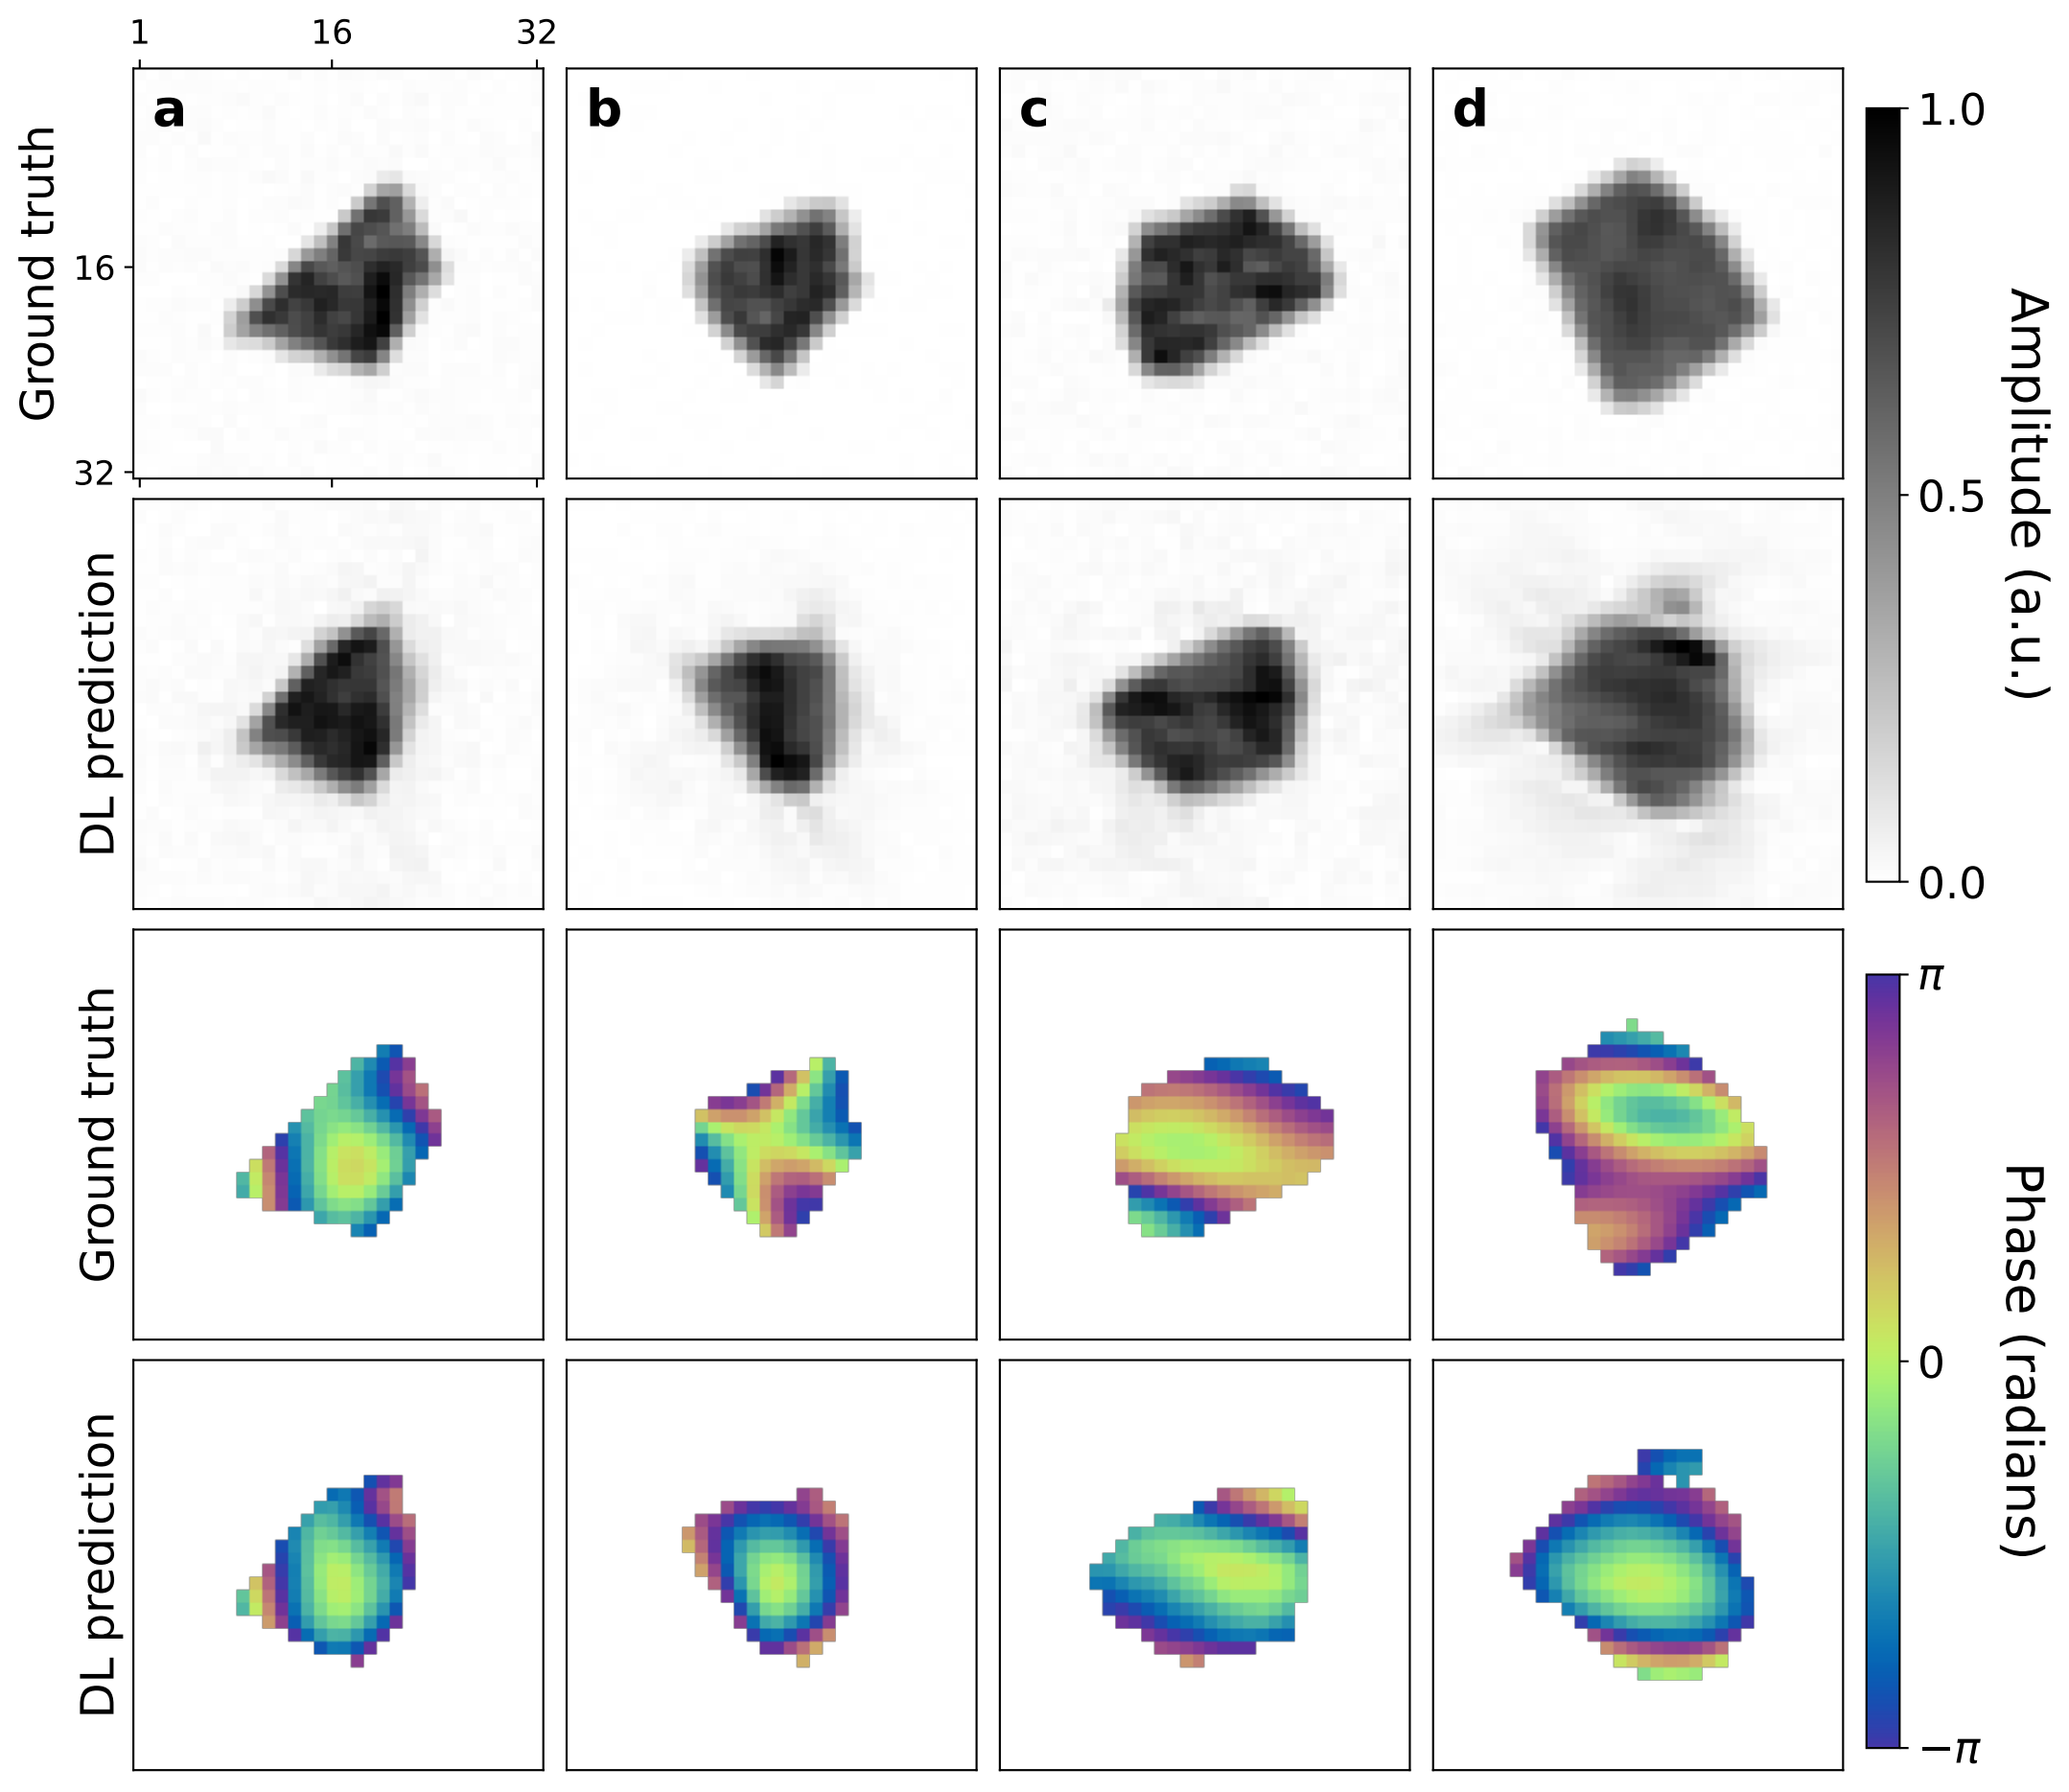 1 16 32
a b c d
Ground truth
16
32
1.0
0.5
0.0
Amplitude (a.u.)
DL prediction
Ground truth
π
0
−π
Phase (radians)
DL prediction